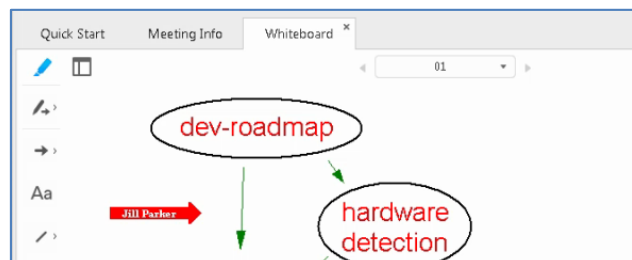 Quick Start Meeting Info Whiteboard
01
dev-roadmap
Aa
Jill Parker
hardware
detection